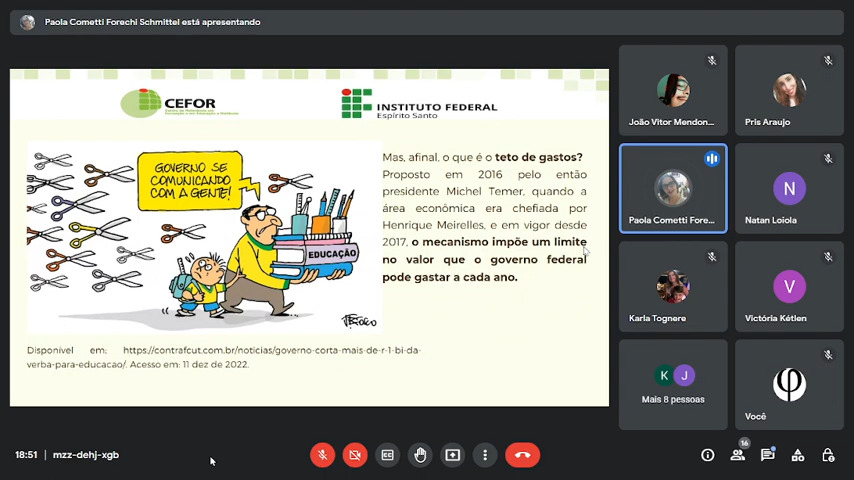 Paola Cometti Forechi Schmittel está apresentando
CEFOR
INSTITUTO FEDERAL
Espírito Santo
GOVERNO SE
COMUNICANDO
COM A GENTE!
EDUCAÇÃO
Mas, afinal, o que é o teto de gastos?
Proposto em 2016 pelo então
presidente Michel Temer, quando a
área econômica era chefiada por
Henrique Meirelles, e em vigor desde
2017, o mecanismo impõe um limite
no valor que o governo federal
pode gastar a cada ano.
Disponível em: https://contrafcut.com.br/noticias/governo-corta-mais-de-r-1-bi-da-
verba-para-educacao/. Acesso em: 11 dez de 2022.
João Vitor Mendon...
Pris Araujo
Paola Cometti Fore...
N
Natan Loiola
Karla Tognere
V
Victória Kétlen
K J
Mais 8 pessoas
Você
18:51 | mzz-dehj-xgb
16